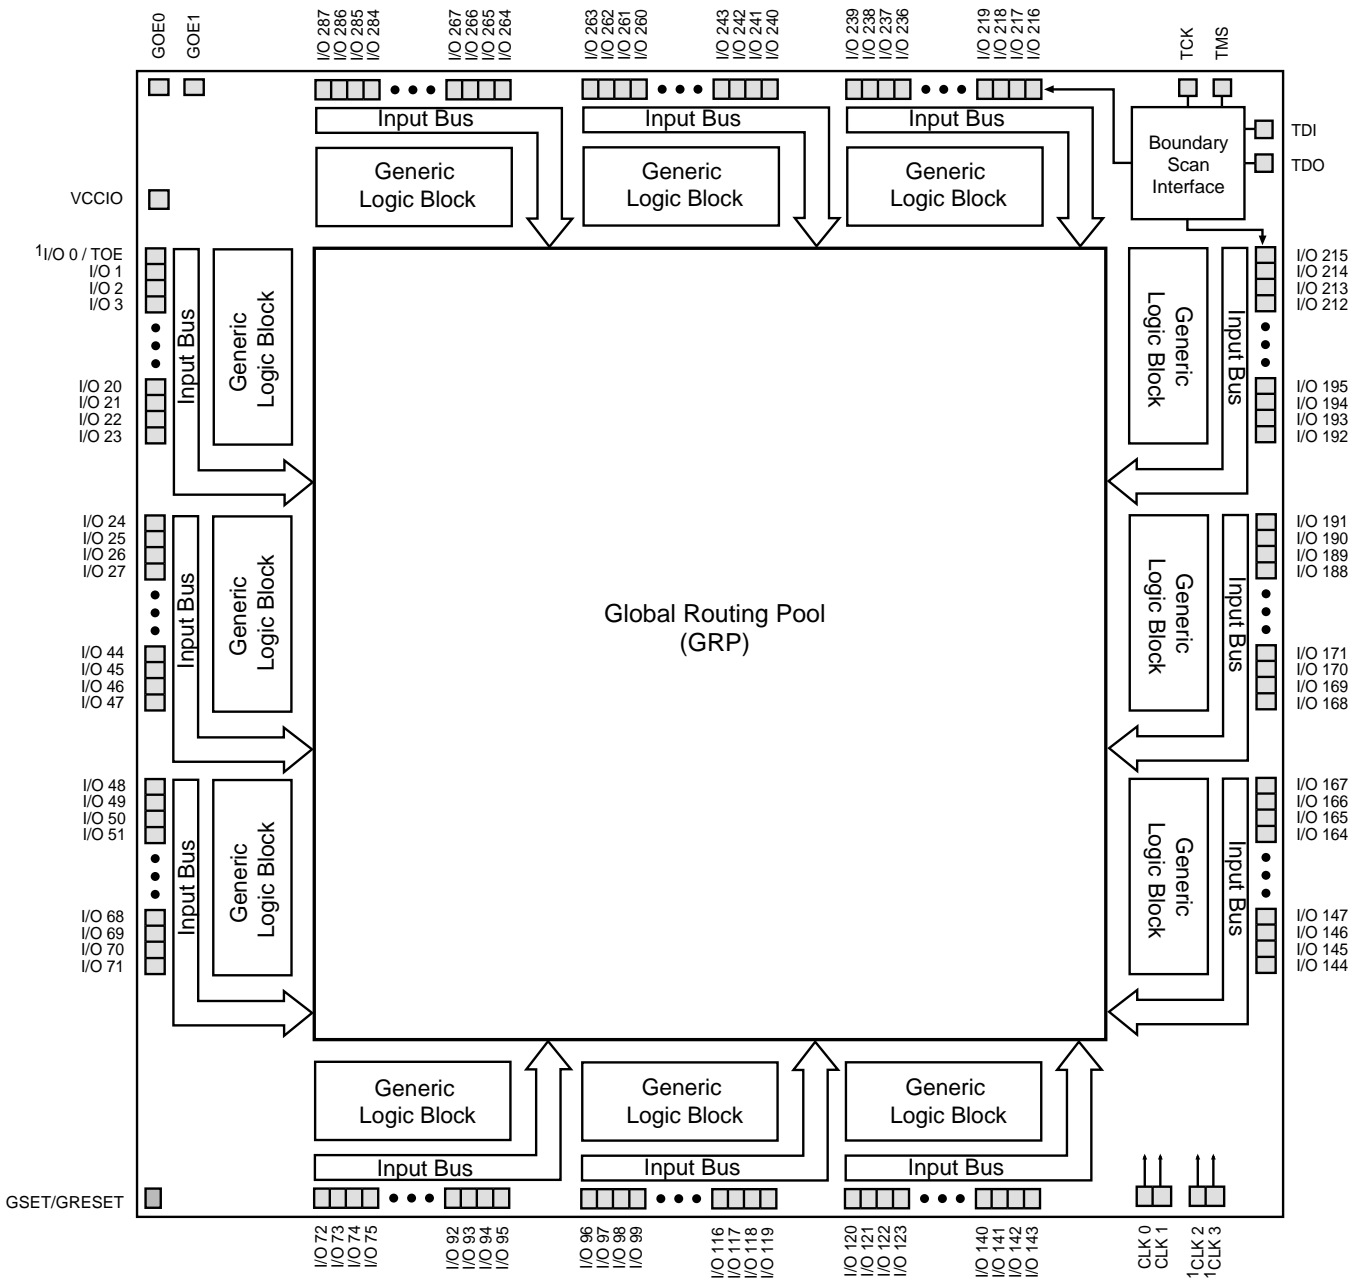 GOE0
GOE1
I/O 287
I/O 286
I/O 285
I/O 284
I/O 267
I/O 266
I/O 265
I/O 264
I/O 263
I/O 262
I/O 261
I/O 260
I/O 243
I/O 242
I/O 241
I/O 240
I/O 239
I/O 238
I/O 237
I/O 236
I/O 219
I/O 218
I/O 217
I/O 216
TCK
TMS
TDI
TDO
Boundary
Scan
Interface
Input Bus
Generic
Logic Block
Input Bus
Generic
Logic Block
Input Bus
Generic
Logic Block
VCCIO
1I/O 0 / TOE
I/O 1
I/O 2
I/O 3
I/O 20
I/O 21
I/O 22
I/O 23
Input Bus
Generic
Logic Block
I/O 24
I/O 25
I/O 26
I/O 27
I/O 44
I/O 45
I/O 46
I/O 47
Input Bus
Generic
Logic Block
I/O 48
I/O 49
I/O 50
I/O 51
I/O 68
I/O 69
I/O 70
I/O 71
Input Bus
Generic
Logic Block
Global Routing Pool
(GRP)
Generic
Logic Block
Input Bus
I/O 215
I/O 214
I/O 213
I/O 212
I/O 195
I/O 194
I/O 193
I/O 192
Generic
Logic Block
Input Bus
I/O 191
I/O 190
I/O 189
I/O 188
I/O 171
I/O 170
I/O 169
I/O 168
Generic
Logic Block
Input Bus
I/O 167
I/O 166
I/O 165
I/O 164
I/O 147
I/O 146
I/O 145
I/O 144
Generic
Logic Block
Input Bus
Generic
Logic Block
Input Bus
Generic
Logic Block
Input Bus
GSET/GRESET
I/O 72
I/O 73
I/O 74
I/O 75
I/O 92
I/O 93
I/O 94
I/O 95
I/O 96
I/O 97
I/O 98
I/O 99
I/O 116
I/O 117
I/O 118
I/O 119
I/O 120
I/O 121
I/O 122
I/O 123
I/O 140
I/O 141
I/O 142
I/O 143
CLK 0
CLK 1
1CLK 2
1CLK 3